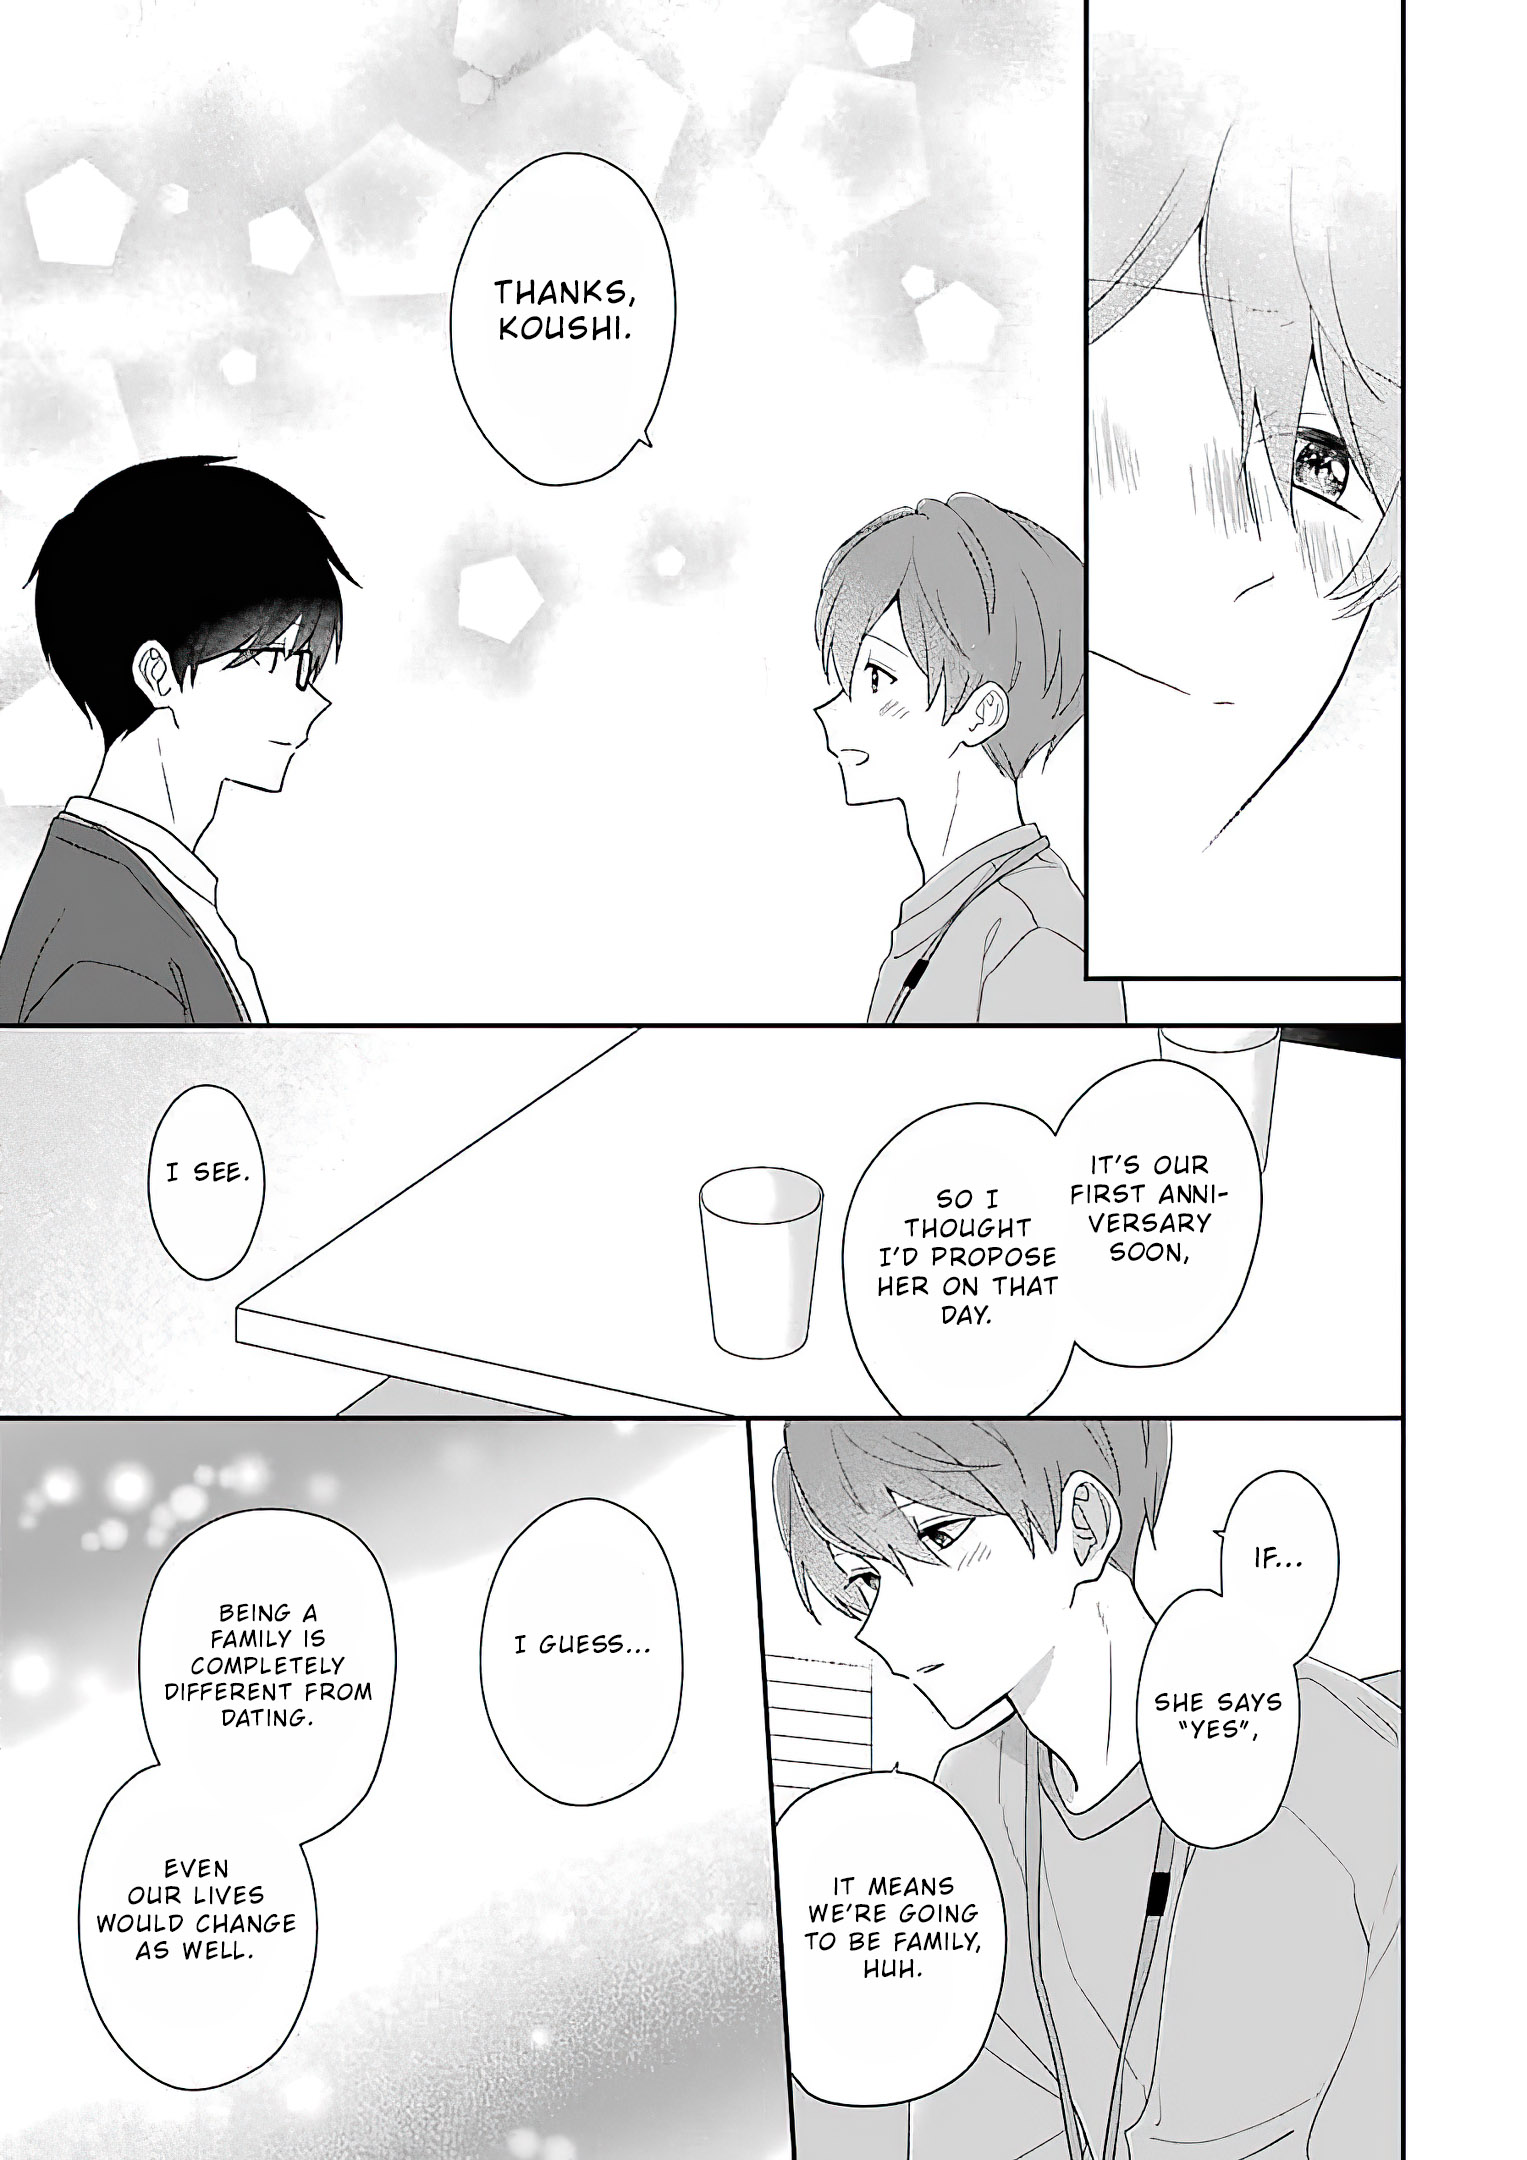 THANKS,
KOUSHI.
IT'S OUR
FIRST ANNI-
VERSARY
SOON,
SO I
THOUGHT
I'D PROPOSE
HER ON THAT
DAY.
I SEE.
IF...
SHE SAYS
"YES",
IT MEANS
WE'RE GOING
TO BE FAMILY,
HUH.
I GUESS...
BEING A
FAMILY IS
COMPLETELY
DIFFERENT FROM
DATING.
EVEN
OUR LIVES
WOULD CHANGE
AS WELL.